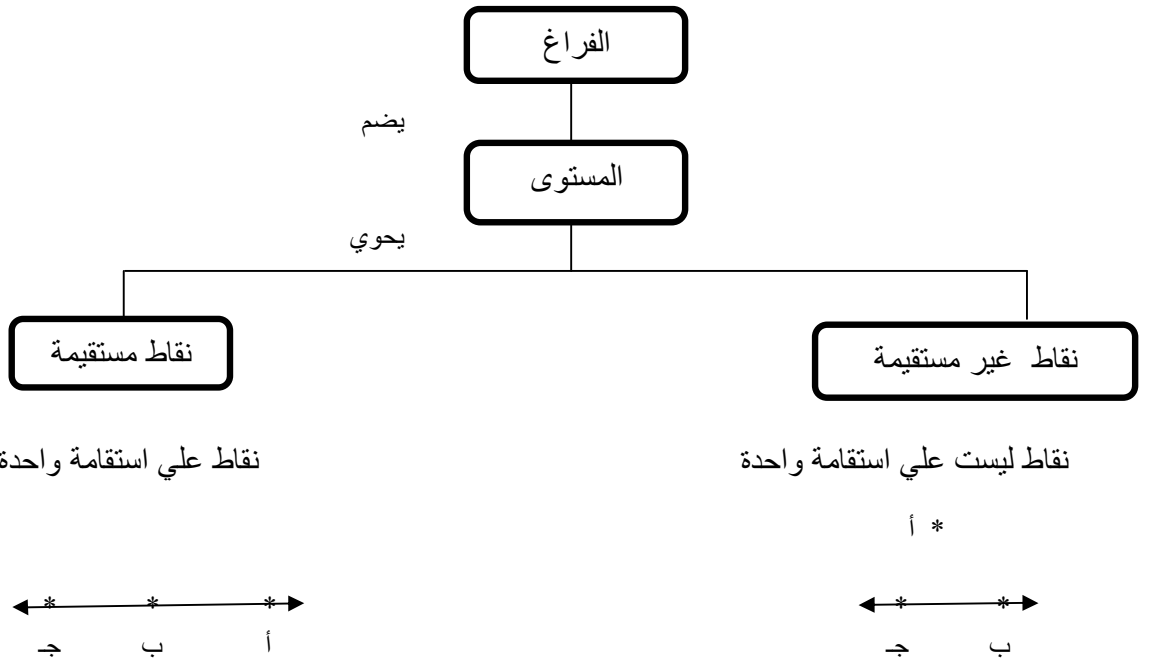 الفراغ
يضم
المستوى
يحوي
نقاط غير مستقيمة
نقاط مستقيمة
نقاط ليست علي استقامة واحدة
نقاط علي استقامة واحدة
* أ
* *
* * *
ب جـ
أ ب جـ